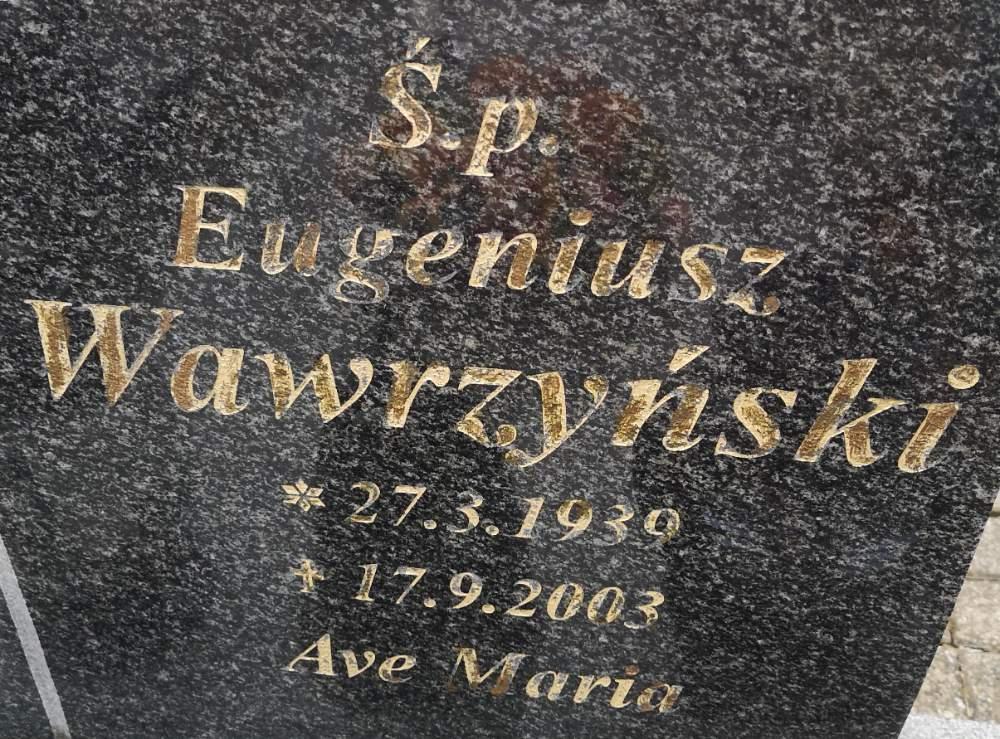 Ś.p.
Eugeniusz
Wawrzyński
* 27.3.1939
† 17.9.2003
Ave Maria